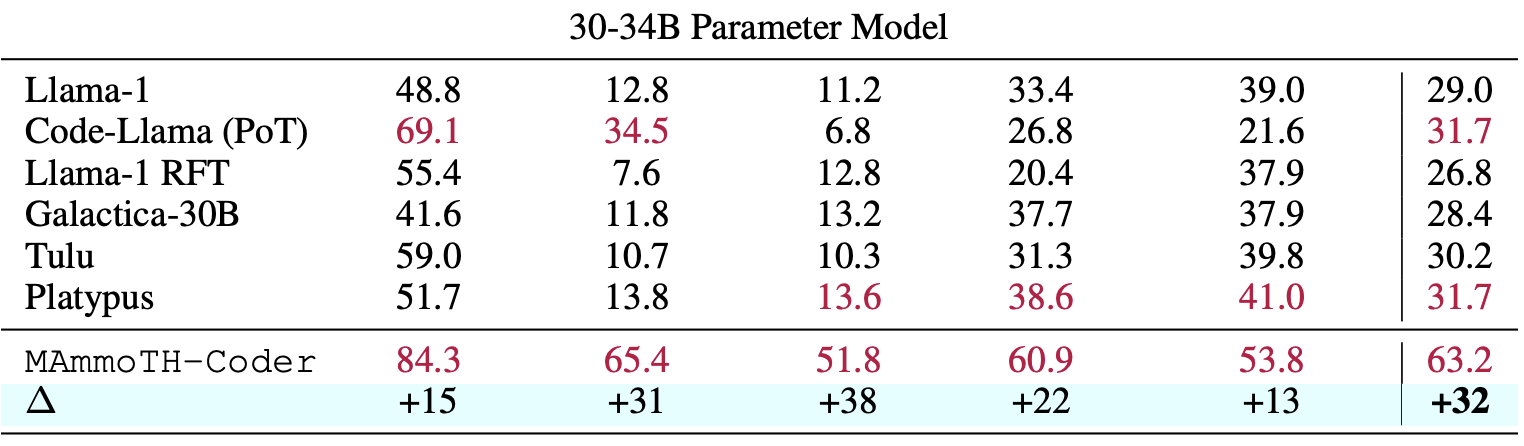 30-34B Parameter Model
Llama-1 48.8 12.8 11.2 33.4 39.0 29.0
Code-Llama (PoT) 69.1 34.5 6.8 26.8 21.6 31.7
Llama-1 RFT 55.4 7.6 12.8 20.4 37.9 26.8
Galactica-30B 41.6 11.8 13.2 37.7 37.9 28.4
Tulu 59.0 10.7 10.3 31.3 39.8 30.2
Platypus 51.7 13.8 13.6 38.6 41.0 31.7
MAmmoTH-Coder 84.3 65.4 51.8 60.9 53.8 63.2
Δ +15 +31 +38 +22 +13 +32